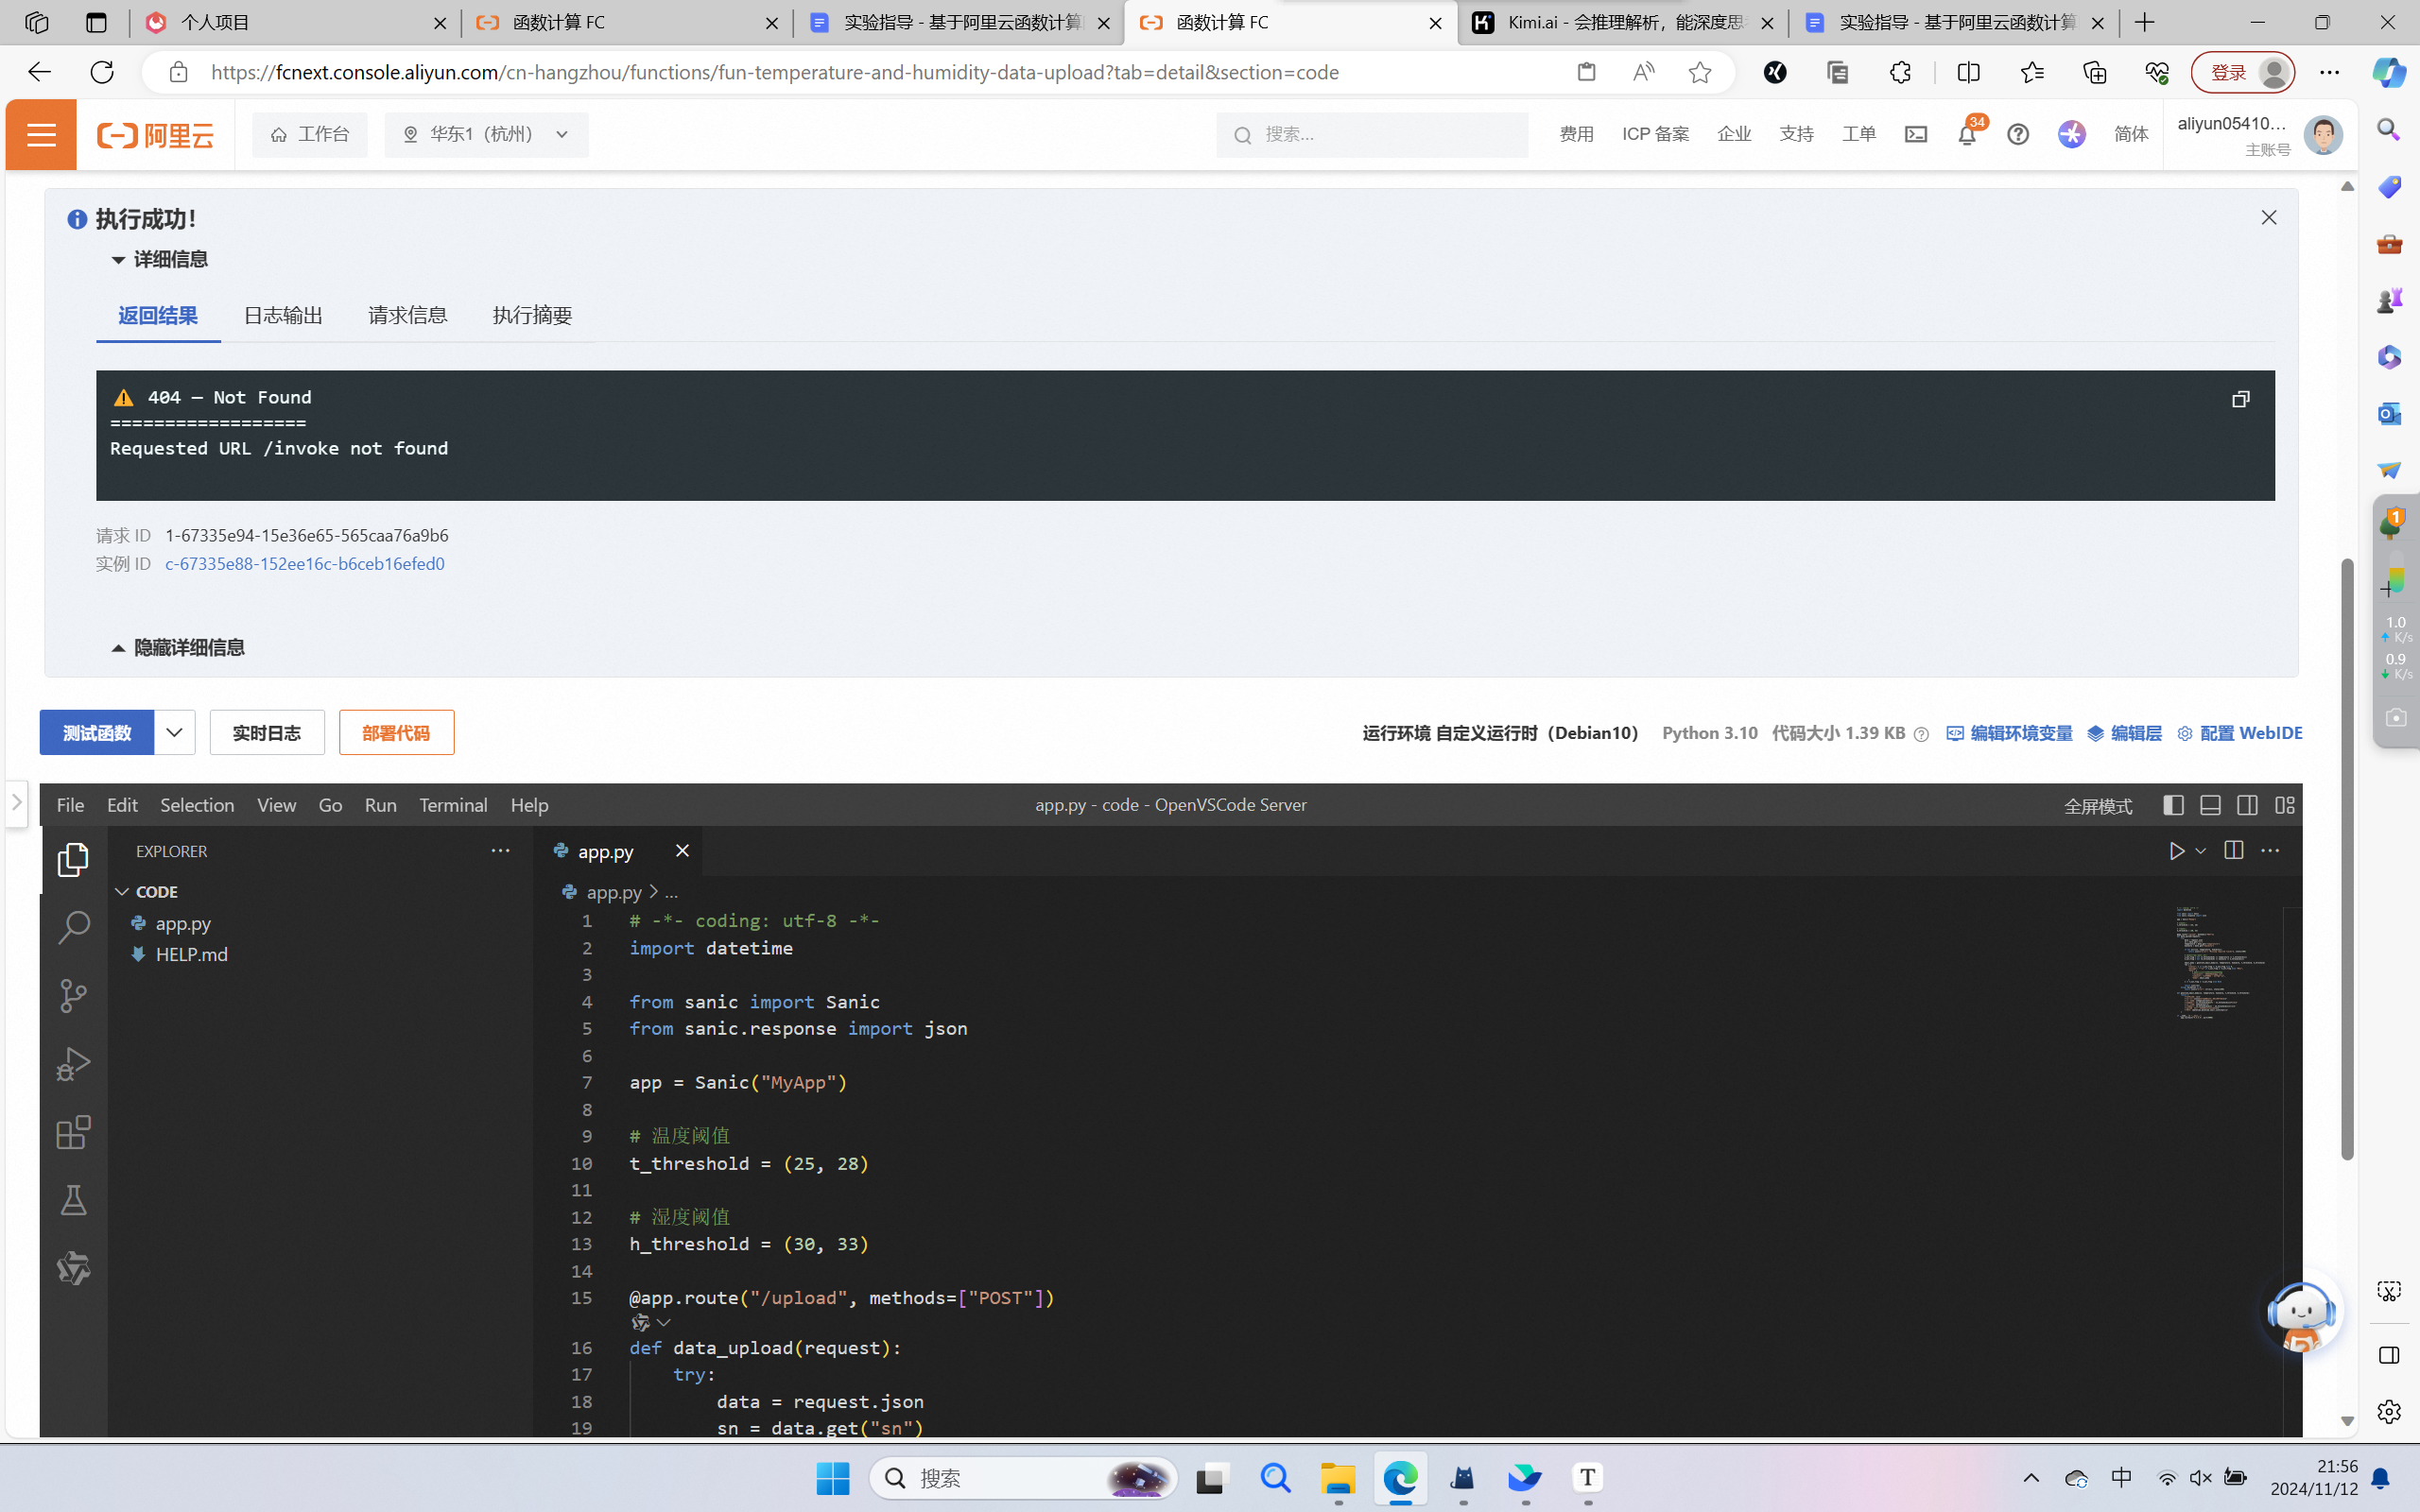 个人项目
函数计算 FC
实验指导 - 基于阿里云函数计算
函数计算 FC
Kimi.ai - 会推理解析，能深度思
实验指导 - 基于阿里云函数计算
https://fcnext.console.aliyun.com/cn-hangzhou/functions/fun-temperature-and-humidity-data-upload?tab=detail&section=code
登录
阿里云
工作台
华东1（杭州）
搜索...
费用
ICP 备案
企业
支持
工单
34
简体
aliyun05410...
主账号
执行成功！
详细信息
返回结果
日志输出
请求信息
执行摘要
⚠ 404 — Not Found
==================
Requested URL /invoke not found
请求 ID 1-67335e94-15e36e65-565caa76a9b6
实例 ID c-67335e88-152ee16c-b6ceb16efed0
隐藏详细信息
1
1.0
K/s
0.9
K/s
测试函数
实时日志
部署代码
运行环境 自定义运行时（Debian10）
Python 3.10
代码大小 1.39 KB
编辑环境变量
编辑层
配置 WebIDE
File Edit Selection View Go Run Terminal Help
app.py - code - OpenVSCode Server
全屏模式
EXPLORER
CODE
app.py
HELP.md
app.py
app.py > ...
1 # -*- coding: utf-8 -*-
2 import datetime
3
4 from sanic import Sanic
5 from sanic.response import json
6
7 app = Sanic("MyApp")
8
9 # 温度阈值
10 t_threshold = (25, 28)
11
12 # 湿度阈值
13 h_threshold = (30, 33)
14
15 @app.route("/upload", methods=["POST"])
16 def data_upload(request):
17 try:
18 data = request.json
19 sn = data.get("sn")
搜索
中
21:56
2024/11/12